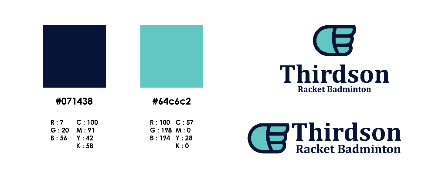 #071438
#64c6c2
R : 7 C : 100
G : 20 M : 91
B : 56 Y : 42
K : 58
R : 100 C : 57
G : 198 M : 0
B : 194 Y : 28
K : 0
Thirdson
Racket Badminton
Thirdson
Racket Badminton